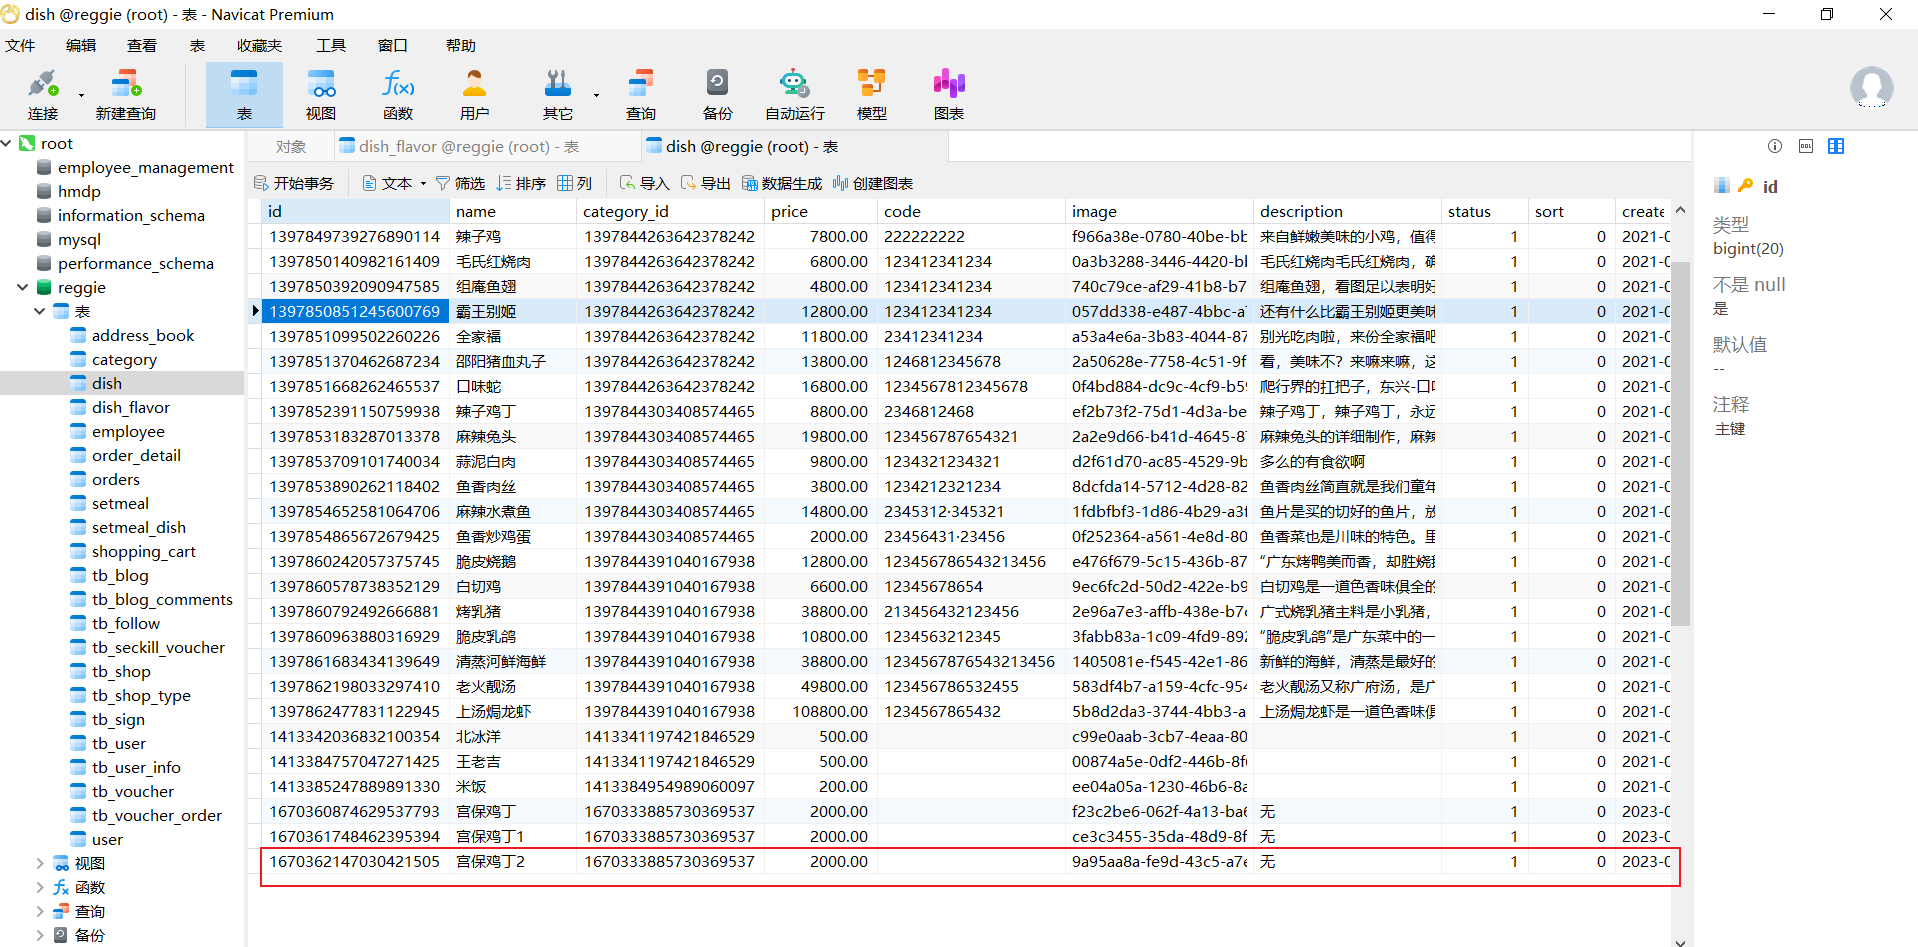 dish @reggie (root) - 表 - Navicat Premium
文件 编辑 查看 表 收藏夹 工具 窗口 帮助
连接 新建查询 表 视图 函数 用户 其它 查询 备份 自动运行 模型 图表
root
employee_management
hmdp
information_schema
mysql
performance_schema
reggie
表
address_book
category
dish
dish_flavor
employee
order_detail
orders
setmeal
setmeal_dish
shopping_cart
tb_blog
tb_blog_comments
tb_follow
tb_seckill_voucher
tb_shop
tb_shop_type
tb_sign
tb_user
tb_user_info
tb_voucher
tb_voucher_order
user
视图
函数
查询
备份
对象 dish_flavor @reggie (root) - 表 dish @reggie (root) - 表
开始事务 文本 筛选 排序 列 导入 导出 数据生成 创建图表
id name category_id price code image description status sort create
1397849739276890114 辣子鸡 1397844263642378242 7800.00 222222222 f966a38e-0780-40be-bb 来自鲜嫩美味的小鸡，值得 1 0 2021-0
1397850140982161409 毛氏红烧肉 1397844263642378242 6800.00 123412341234 0a3b3288-3446-4420-bl 毛氏红烧肉毛氏红烧肉，确 1 0 2021-0
1397850392090947585 组庵鱼翅 1397844263642378242 4800.00 123412341234 740c79ce-af29-41b8-b7 组庵鱼翅，看图足以表明好 1 0 2021-0
1397850851245600769 霸王别姬 1397844263642378242 12800.00 123412341234 057dd338-e487-4bbc-a 还有什么比霸王别姬更美味 1 0 2021-0
1397851099502260226 全家福 1397844263642378242 11800.00 23412341234 a53a4e6a-3b83-4044-87 别光吃肉啦，来份全家福吧 1 0 2021-0
1397851370462687234 邵阳猪血丸子 1397844263642378242 13800.00 1246812345678 2a50628e-7758-4c51-9f 看，美味不？来嘛来嘛，这 1 0 2021-0
1397851668262465537 口味蛇 1397844263642378242 16800.00 1234567812345678 0f4bd884-dc9c-4cf9-b59 爬行界的扛把子，东兴-口味 1 0 2021-0
1397852391150759938 辣子鸡丁 1397844303408574465 8800.00 2346812468 ef2b73f2-75d1-4d3a-be 辣子鸡丁，辣子鸡丁，永远 1 0 2021-0
1397853183287013378 麻辣兔头 1397844303408574465 19800.00 123456787654321 2a2e9d66-b41d-4645-87 麻辣兔头的详细制作，麻辣 1 0 2021-0
1397853709101740034 蒜泥白肉 1397844303408574465 9800.00 1234321234321 d2f61d70-ac85-4529-9b 多么的有食欲啊 1 0 2021-0
1397853890262118402 鱼香肉丝 1397844303408574465 3800.00 1234212321234 8dcfda14-5712-4d28-82 鱼香肉丝简直就是我们童年 1 0 2021-0
1397854652581064706 麻辣水煮鱼 1397844303408574465 14800.00 2345312·345321 1fdbfbf3-1d86-4b29-a3f 鱼片是买的切好的鱼片，放 1 0 2021-0
1397854865672679425 鱼香炒鸡蛋 1397844303408574465 2000.00 23456431·23456 0f252364-a561-4e8d-80 鱼香菜也是川味的特色。里 1 0 2021-0
1397860242057375745 脆皮烧鹅 1397844391040167938 12800.00 123456786543213456 e476f679-5c15-436b-87 “广东烤鸭美而香，却胜烧鹅 1 0 2021-0
1397860578738352129 白切鸡 1397844391040167938 6600.00 12345678654 9ec6fc2d-50d2-422e-b9 白切鸡是一道色香味俱全的 1 0 2021-0
1397860792492666881 烤乳猪 1397844391040167938 38800.00 213456432123456 2e96a7e3-affb-438e-b7c 广式烧乳猪主料是小乳猪， 1 0 2021-0
1397860963880316929 脆皮乳鸽 1397844391040167938 10800.00 1234563212345 3fabb83a-1c09-4fd9-892 “脆皮乳鸽”是广东菜中的一 1 0 2021-0
1397861683434139649 清蒸河鲜海鲜 1397844391040167938 38800.00 1234567876543213456 1405081e-f545-42e1-86 新鲜的海鲜，清蒸是最好的 1 0 2021-0
1397862198033297410 老火靓汤 1397844391040167938 49800.00 123456786532455 583df4b7-a159-4cfc-954 老火靓汤又称广府汤，是广 1 0 2021-0
1397862477831122945 上汤焗龙虾 1397844391040167938 108800.00 1234567865432 5b8d2da3-3744-4bb3-a 上汤焗龙虾是一道色香味俱 1 0 2021-0
1413342036832100354 北冰洋 1413341197421846529 500.00 c99e0aab-3cb7-4eaa-80 1 0 2021-0
1413384757047271425 王老吉 1413341197421846529 500.00 00874a5e-0df2-446b-8f 1 0 2021-0
1413385247889891330 米饭 1413384954989060097 200.00 ee04a05a-1230-46b6-8a 1 0 2021-0
1670360874629537793 宫保鸡丁 1670333885730369537 2000.00 f23c2be6-062f-4a13-ba6 无 1 0 2023-0
1670361748462395394 宫保鸡丁1 1670333885730369537 2000.00 ce3c3455-35da-48d9-8f 无 1 0 2023-0
1670362147030421505 宫保鸡丁2 1670333885730369537 2000.00 9a95aa8a-fe9d-43c5-a7e 无 1 0 2023-0
DDL
id
类型
bigint(20)
不是 null
是
默认值
--
注释
主键